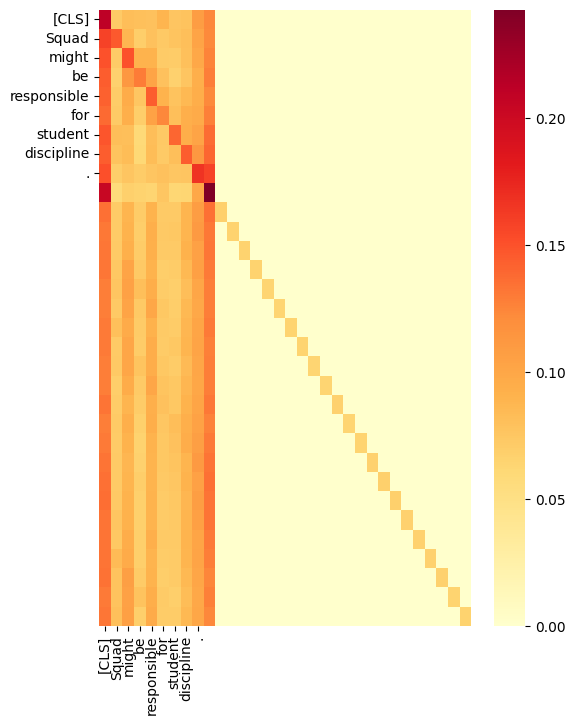 [CLS]
Squad
might
be
responsible
for
student
discipline
.
0.20
0.15
0.10
0.05
0.00
[CLS]
Squad
might
be
responsible
for
student
discipline
.